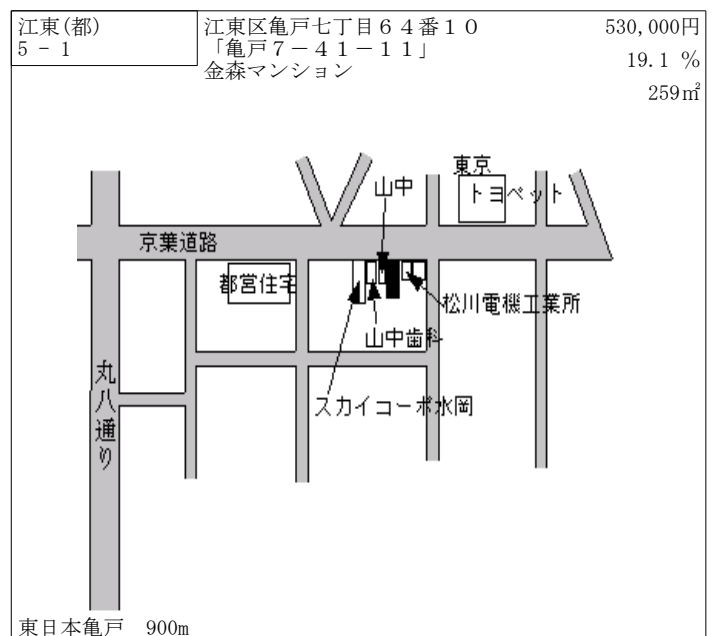 江東(都)
5 - 1
江東区亀戸七丁目６４番１０
「亀戸７－４１－１１」
金森マンション
530,000円
19.1 %
259㎡
東京
トヨペット
山中
京葉道路
都営住宅
松川電機工業所
山中歯科
スカイコーポ水岡
丸八通り
東日本亀戸　900m